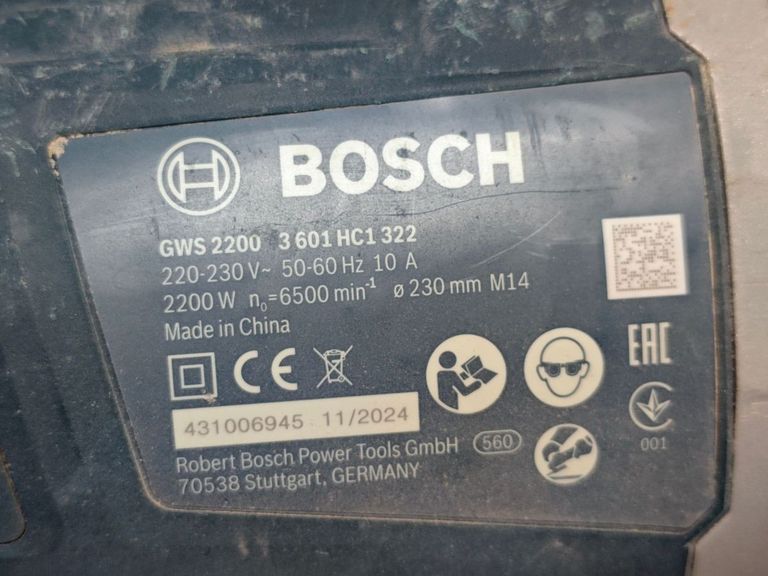 BOSCH
GWS 2200 3 601 HC1 322
220-230 V~ 50-60 Hz 10 A
2200 W n₀=6500 min⁻¹ ø 230 mm M14
Made in China
CE
EAC
431006945 11/2024
001
Robert Bosch Power Tools GmbH 560
70538 Stuttgart, GERMANY